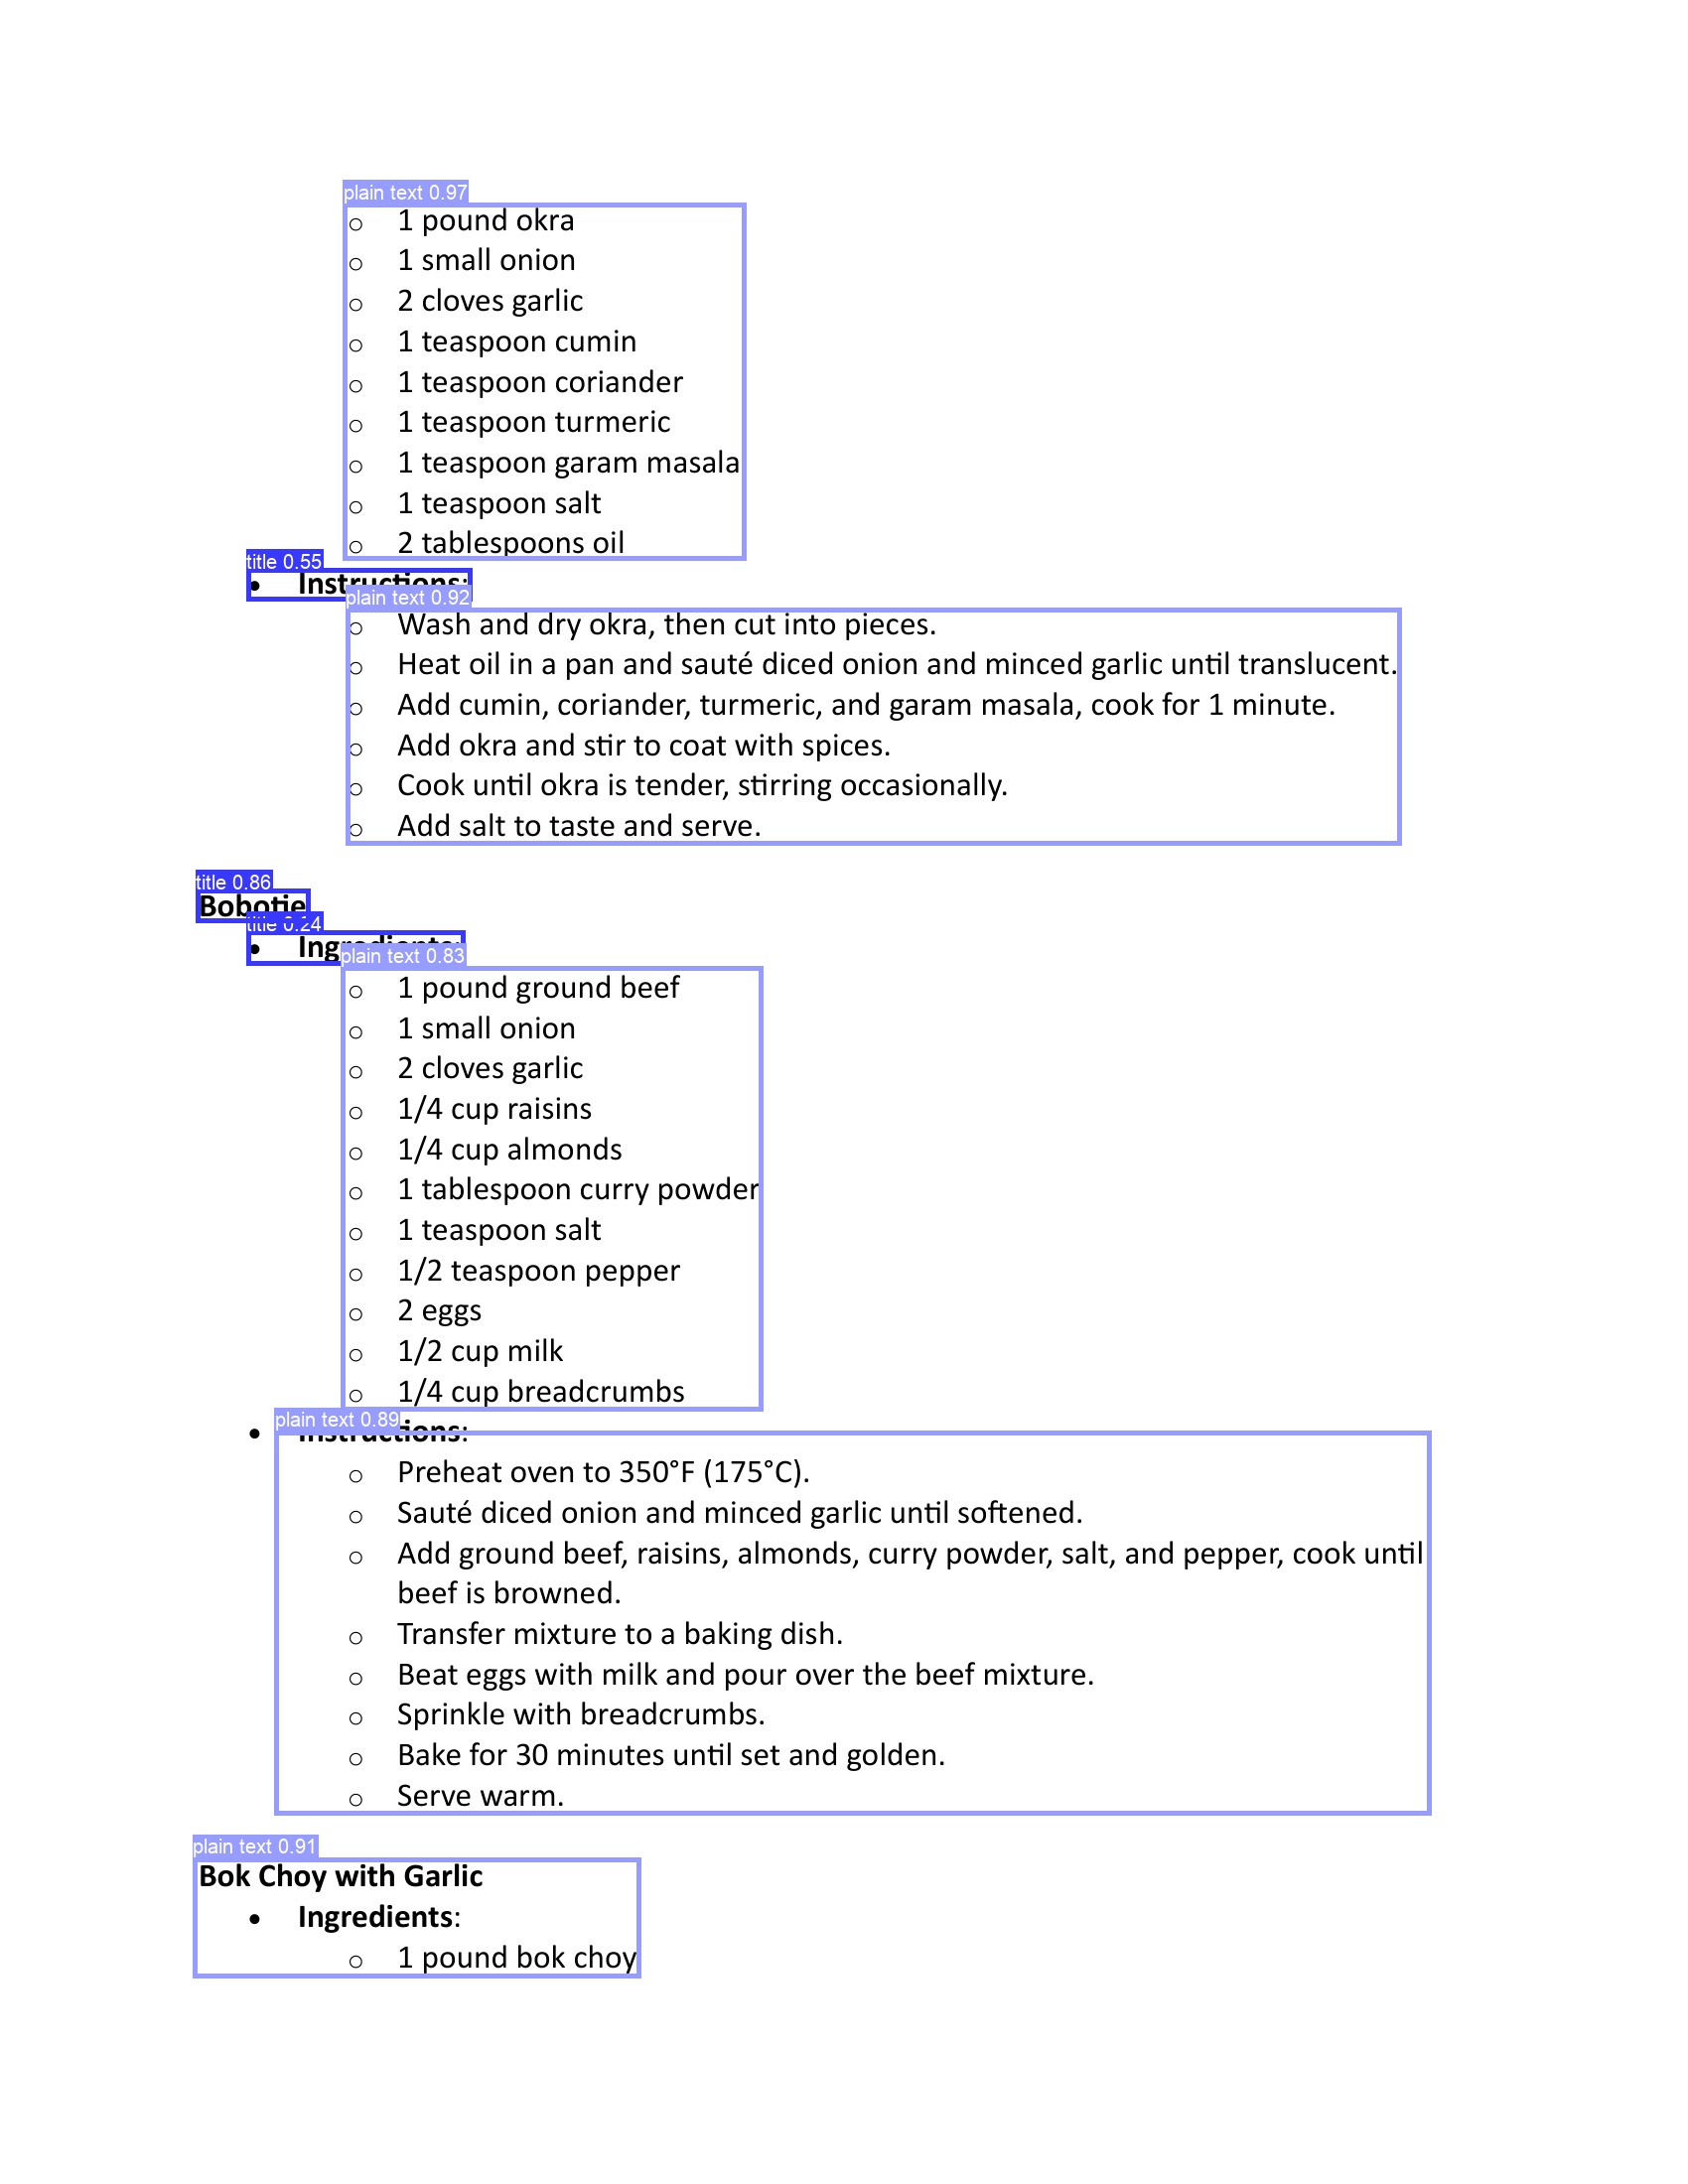 plain text 0.97
○ 1 pound okra
○ 1 small onion
○ 2 cloves garlic
○ 1 teaspoon cumin
○ 1 teaspoon coriander
○ 1 teaspoon turmeric
○ 1 teaspoon garam masala
○ 1 teaspoon salt
○ 2 tablespoons oil
title 0.55
• Instructions:
plain text 0.92
○ Wash and dry okra, then cut into pieces.
○ Heat oil in a pan and sauté diced onion and minced garlic until translucent.
○ Add cumin, coriander, turmeric, and garam masala, cook for 1 minute.
○ Add okra and stir to coat with spices.
○ Cook until okra is tender, stirring occasionally.
○ Add salt to taste and serve.
title 0.86
Bobotie
title 0.24
• Ingredients:
plain text 0.83
○ 1 pound ground beef
○ 1 small onion
○ 2 cloves garlic
○ 1/4 cup raisins
○ 1/4 cup almonds
○ 1 tablespoon curry powder
○ 1 teaspoon salt
○ 1/2 teaspoon pepper
○ 2 eggs
○ 1/2 cup milk
○ 1/4 cup breadcrumbs
plain text 0.89
• Instructions:
○ Preheat oven to 350°F (175°C).
○ Sauté diced onion and minced garlic until softened.
○ Add ground beef, raisins, almonds, curry powder, salt, and pepper, cook until
beef is browned.
○ Transfer mixture to a baking dish.
○ Beat eggs with milk and pour over the beef mixture.
○ Sprinkle with breadcrumbs.
○ Bake for 30 minutes until set and golden.
○ Serve warm.
plain text 0.91
Bok Choy with Garlic
• Ingredients:
○ 1 pound bok choy